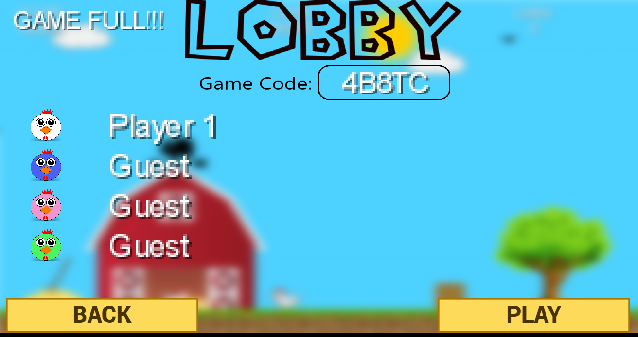 GAME FULL!!!
LOBBY
Game Code: 4B8TC
Player 1
Guest
Guest
Guest
BACK
PLAY